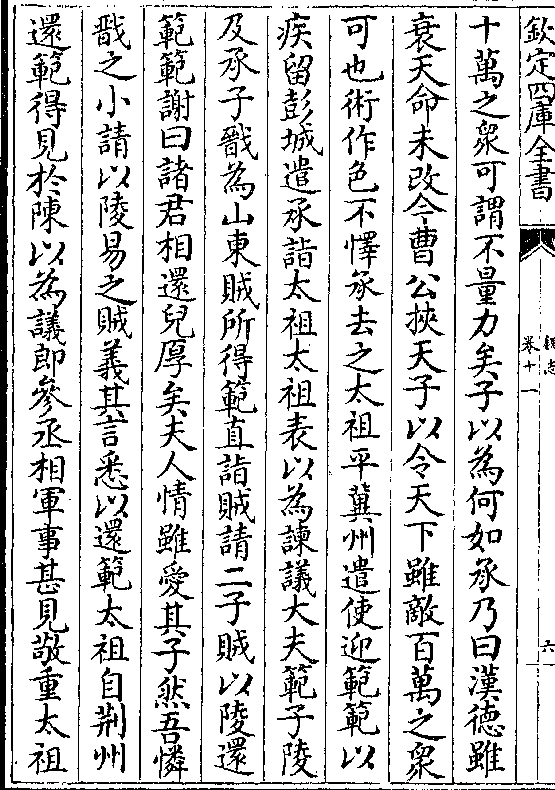 欽定四庫全書
魏志
卷十一
六
十萬之衆可謂不量力矣子以為何如承乃曰漢德雖
衰天命未改今曹公挾天子以令天下雖敵百萬之衆
可也術作色不懌承去之太祖平冀州遣使迎範範以
疾留彭城遣承詣太祖太祖表以為諫議大夫範子陵
及承子戩為山東賊所得範直詣賊請二子賊以陵還
範範謝曰諸君相還兒厚矣夫人情雖愛其子然吾憐
戩之小請以陵易之賊義其言悉以還範太祖自荆州
還範得見於陳以為議郎參丞相軍事甚見敬重太祖